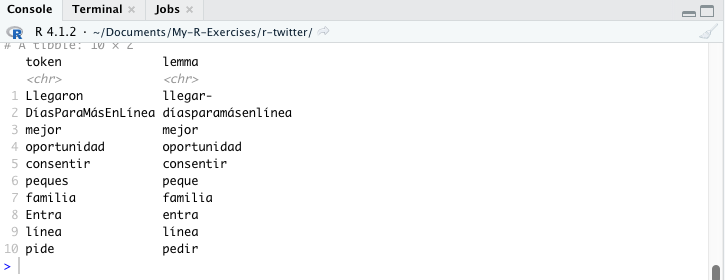 Console Terminal × Jobs ×
R 4.1.2 · ~/Documents/My-R-Exercises/r-twitter/
# A tibble: 10 × 2
token lemma
<chr> <chr>
1 Llegaron llegar-
2 DíasParaMásEnLínea díasparamásenlínea
3 mejor mejor
4 oportunidad oportunidad
5 consentir consentir
6 peques peque
7 familia familia
8 Entra entra
9 línea línea
10 pide pedir
>